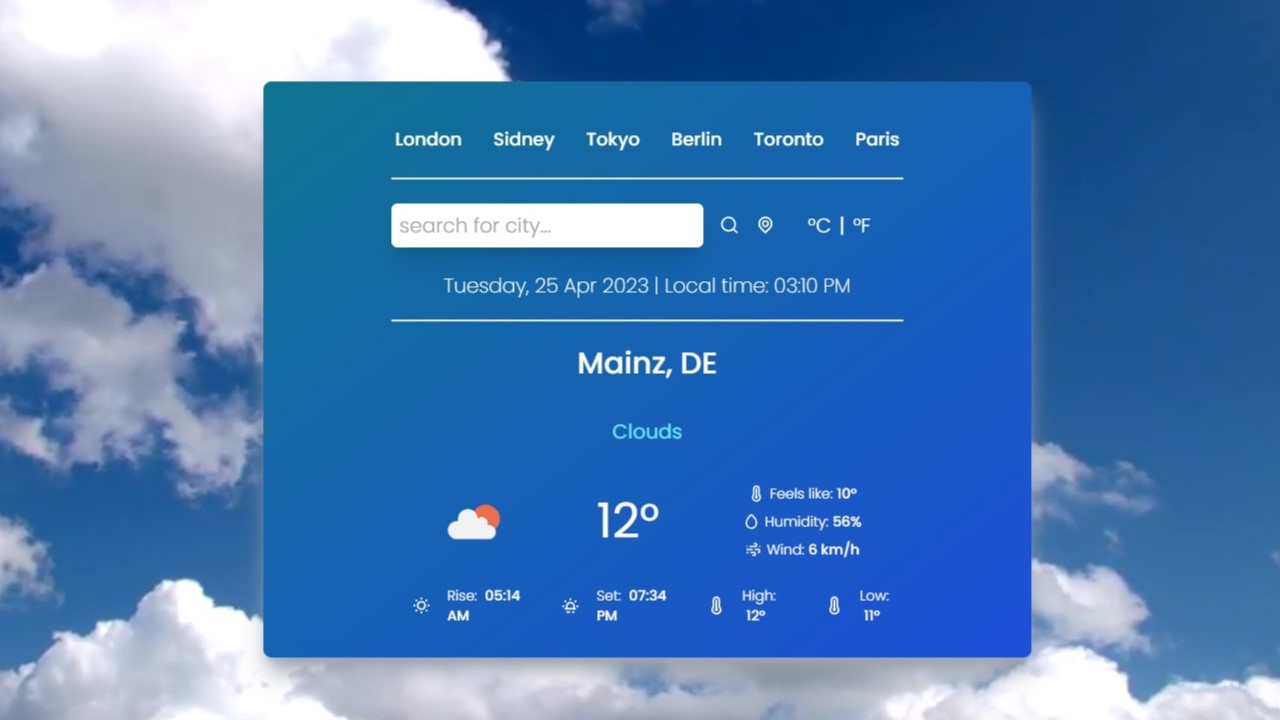 London Sidney Tokyo Berlin Toronto Paris
search for city... °C | °F
Tuesday, 25 Apr 2023 | Local time: 03:10 PM
Mainz, DE
Clouds
12°
Feels like: 10°
Humidity: 56%
Wind: 6 km/h
Rise: 05:14 AM
Set: 07:34 PM
High: 12°
Low: 11°